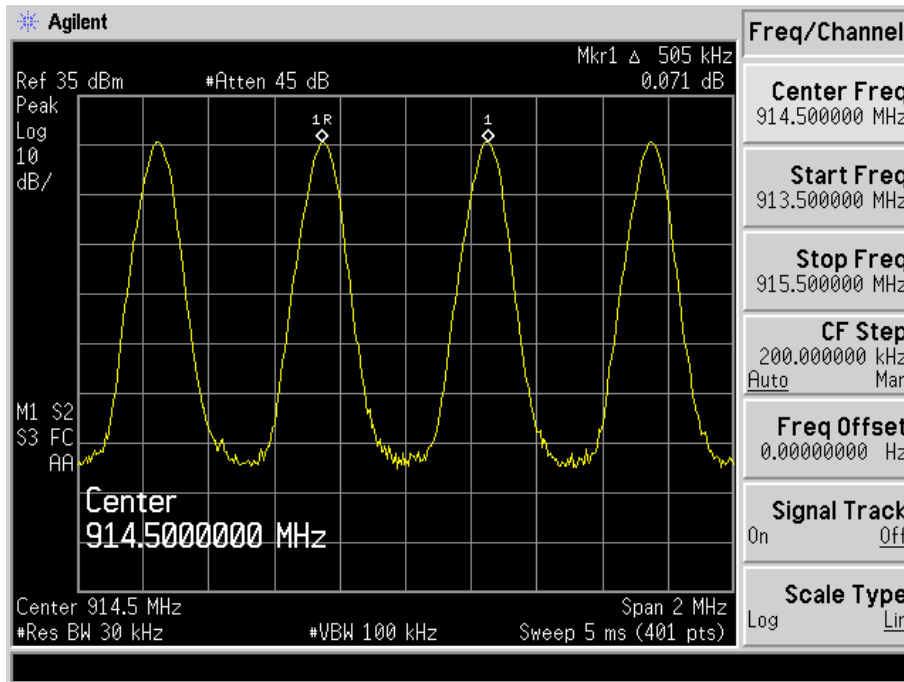 Agilent
Freq/Channel
Mkr1 Δ 505 kHz
Ref 35 dBm #Atten 45 dB 0.071 dB
Peak
Log
10
dB/
1R
1
M1 S2
S3 FC
AA
Center
914.5000000 MHz
Center 914.5 MHz Span 2 MHz
#Res BW 30 kHz #VBW 100 kHz Sweep 5 ms (401 pts)
Center Freq
914.500000 MHz
Start Freq
913.500000 MHz
Stop Freq
915.500000 MHz
CF Step
200.000000 kHz
Auto Man
Freq Offset
0.00000000 Hz
Signal Track
On Off
Scale Type
Log Lin